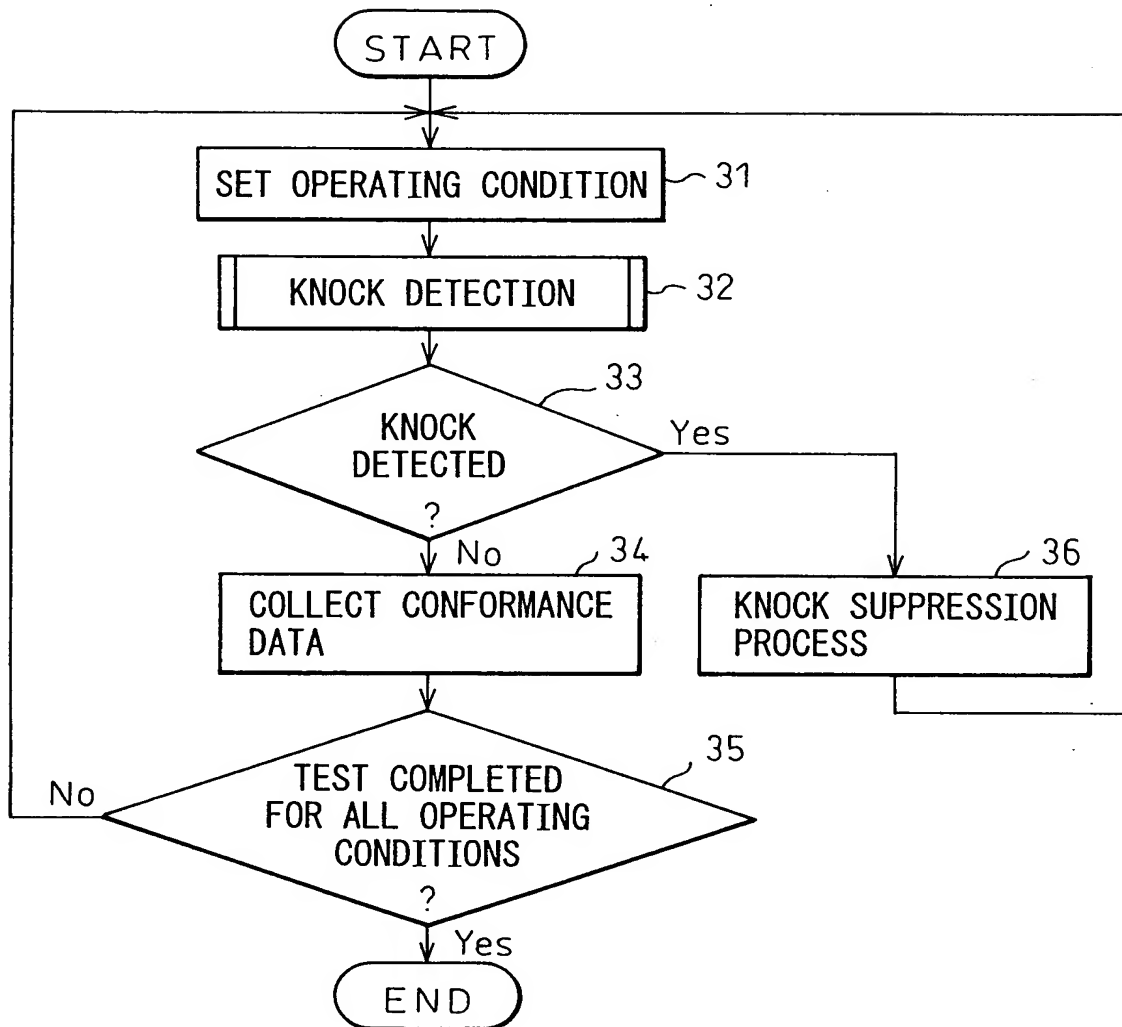 START
SET OPERATING CONDITION
31
KNOCK DETECTION
32
33
KNOCK
DETECTED
?
Yes
No
34
COLLECT CONFORMANCE
DATA
36
KNOCK SUPPRESSION
PROCESS
35
TEST COMPLETED
FOR ALL OPERATING
CONDITIONS
?
No
Yes
END